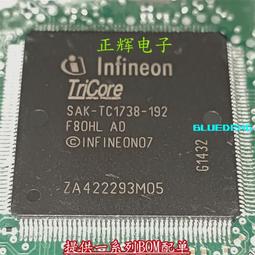 正辉电子
Infineon
TriCore
SAK-TC1738-192
F80HL AD
©INFINEON07
G1432
BLUED
ZA422293M05
提供一系列BOM配单